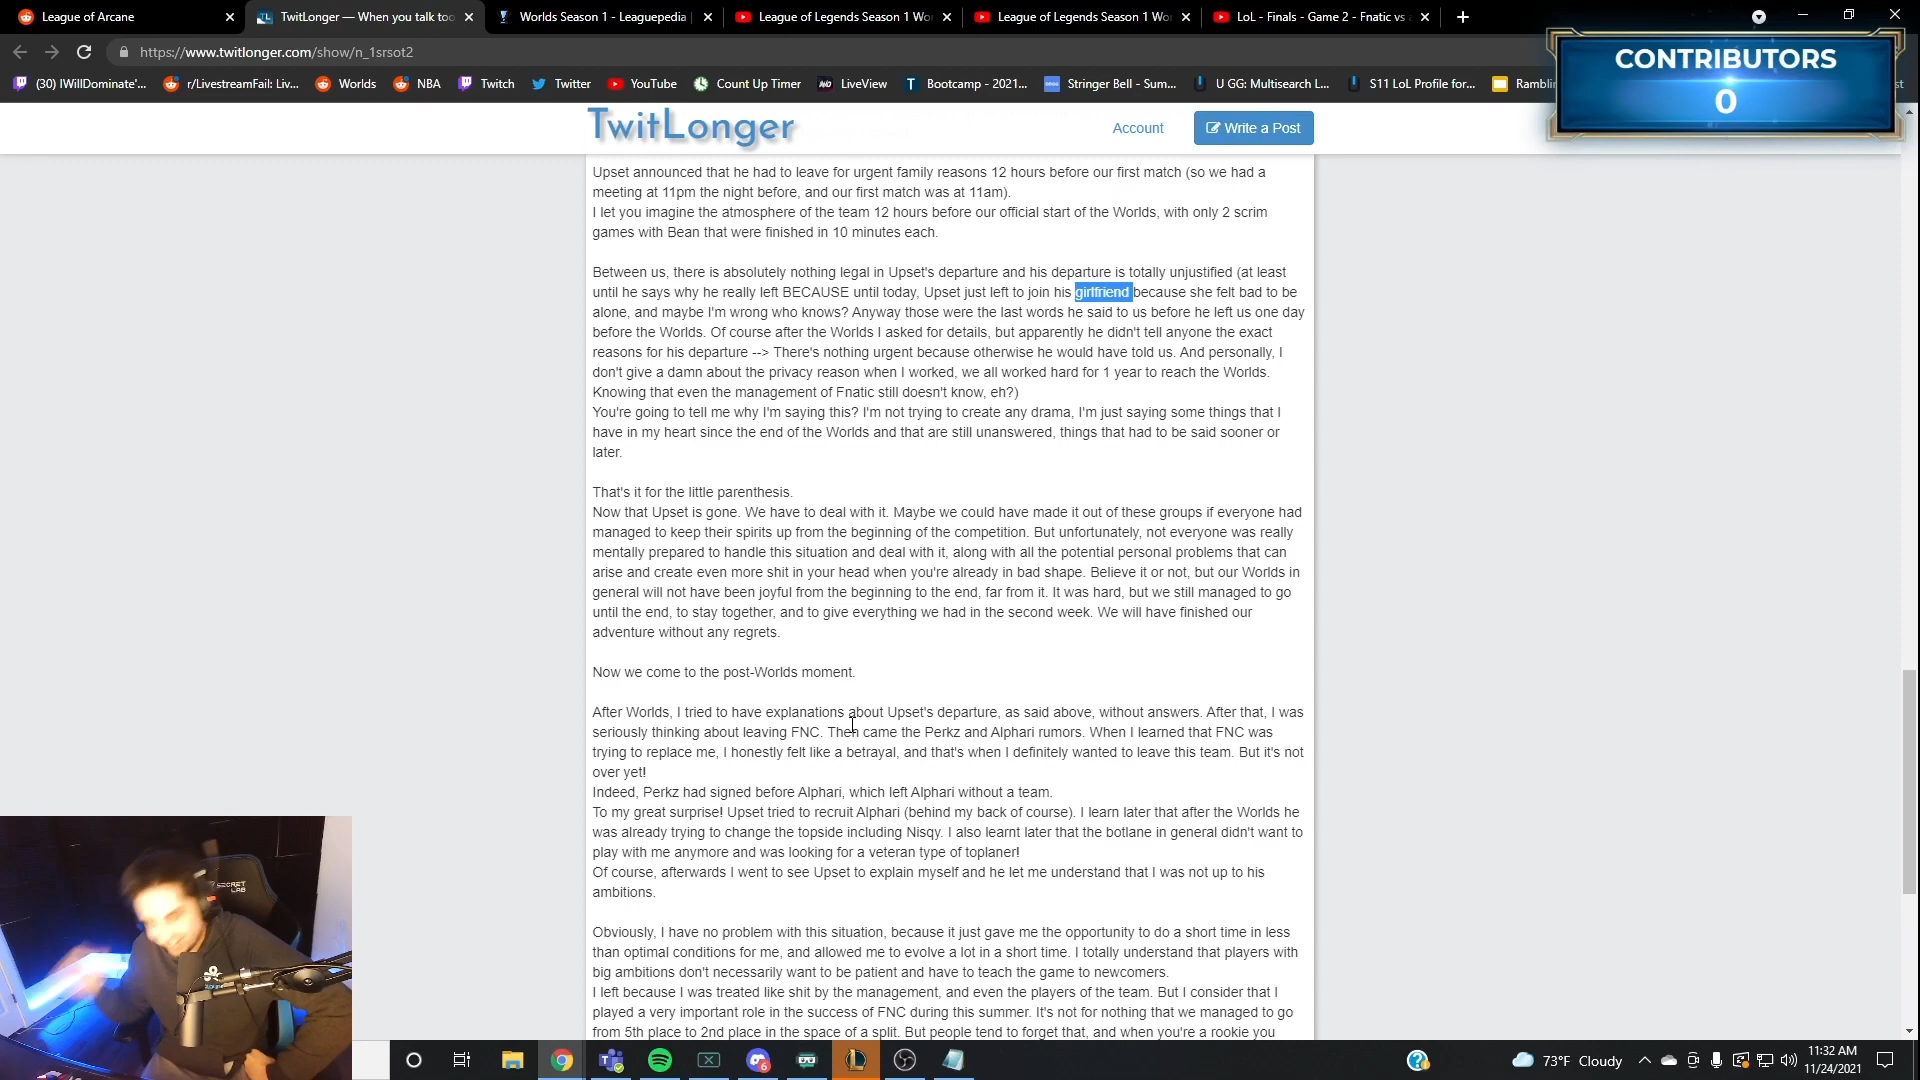 League of Arcane
TwitLonger — When you talk too
Worlds Season 1 - Leaguepedia
League of Legends Season 1 Wo
League of Legends Season 1 Wo
LoL - Finals - Game 2 - Fnatic vs
https://www.twitlonger.com/show/n_1srsot2
CONTRIBUTORS
0
(30) IWillDominate'...
r/LivestreamFail: Liv...
Worlds
NBA
Twitch
Twitter
YouTube
Count Up Timer
LiveView
Bootcamp - 2021...
Stringer Bell - Sum...
U GG: Multisearch L...
S11 LoL Profile for...
TwitLonger
Account
Write a Post
Upset announced that he had to leave for urgent family reasons 12 hours before our first match (so we had a
meeting at 11pm the night before, and our first match was at 11am).
I let you imagine the atmosphere of the team 12 hours before our official start of the Worlds, with only 2 scrim
games with Bean that were finished in 10 minutes each.
Between us, there is absolutely nothing legal in Upset's departure and his departure is totally unjustified (at least
until he says why he really left BECAUSE until today, Upset just left to join his girlfriend because she felt bad to be
alone, and maybe I'm wrong who knows? Anyway those were the last words he said to us before he left us one day
before the Worlds. Of course after the Worlds I asked for details, but apparently he didn't tell anyone the exact
reasons for his departure --> There's nothing urgent because otherwise he would have told us. And personally, I
don't give a damn about the privacy reason when I worked, we all worked hard for 1 year to reach the Worlds.
Knowing that even the management of Fnatic still doesn't know, eh?)
You're going to tell me why I'm saying this? I'm not trying to create any drama, I'm just saying some things that I
have in my heart since the end of the Worlds and that are still unanswered, things that had to be said sooner or
later.
That's it for the little parenthesis.
Now that Upset is gone. We have to deal with it. Maybe we could have made it out of these groups if everyone had
managed to keep their spirits up from the beginning of the competition. But unfortunately, not everyone was really
mentally prepared to handle this situation and deal with it, along with all the potential personal problems that can
arise and create even more shit in your head when you're already in bad shape. Believe it or not, but our Worlds in
general will not have been joyful from the beginning to the end, far from it. It was hard, but we still managed to go
until the end, to stay together, and to give everything we had in the second week. We will have finished our
adventure without any regrets.
Now we come to the post-Worlds moment.
After Worlds, I tried to have explanations about Upset's departure, as said above, without answers. After that, I was
seriously thinking about leaving FNC. Then came the Perkz and Alphari rumors. When I learned that FNC was
trying to replace me, I honestly felt like a betrayal, and that's when I definitely wanted to leave this team. But it's not
over yet!
Indeed, Perkz had signed before Alphari, which left Alphari without a team.
To my great surprise! Upset tried to recruit Alphari (behind my back of course). I learn later that after the Worlds he
was already trying to change the topside including Nisqy. I also learnt later that the botlane in general didn't want to
play with me anymore and was looking for a veteran type of toplaner!
Of course, afterwards I went to see Upset to explain myself and he let me understand that I was not up to his
ambitions.
Obviously, I have no problem with this situation, because it just gave me the opportunity to do a short time in less
than optimal conditions for me, and allowed me to evolve a lot in a short time. I totally understand that players with
big ambitions don't necessarily want to be patient and have to teach the game to newcomers.
I left because I was treated like shit by the management, and even the players of the team. But I consider that I
played a very important role in the success of FNC during this summer. It's not for nothing that we managed to go
from 5th place to 2nd place in the space of a split. But people tend to forget that, and when you're a rookie you
SECRET
LAB
73°F Cloudy
11:32 AM
11/24/2021